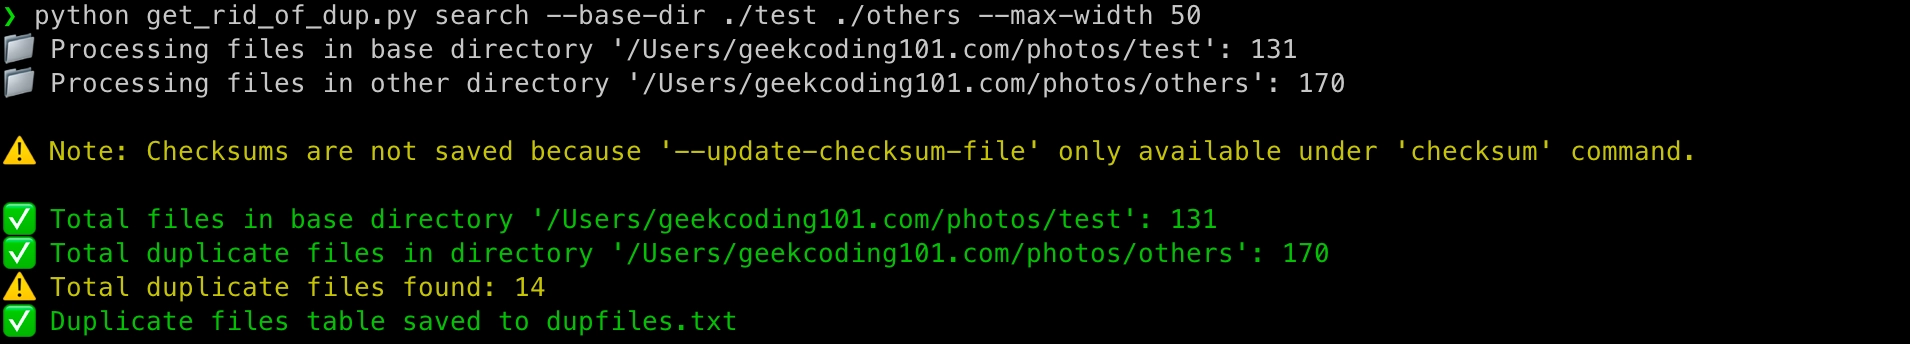 ❯ python get_rid_of_dup.py search --base-dir ./test ./others --max-width 50
📁 Processing files in base directory '/Users/geekcoding101.com/photos/test': 131
📁 Processing files in other directory '/Users/geekcoding101.com/photos/others': 170
⚠️ Note: Checksums are not saved because '--update-checksum-file' only available under 'checksum' command.
✅ Total files in base directory '/Users/geekcoding101.com/photos/test': 131
✅ Total duplicate files in directory '/Users/geekcoding101.com/photos/others': 170
⚠️ Total duplicate files found: 14
✅ Duplicate files table saved to dupfiles.txt